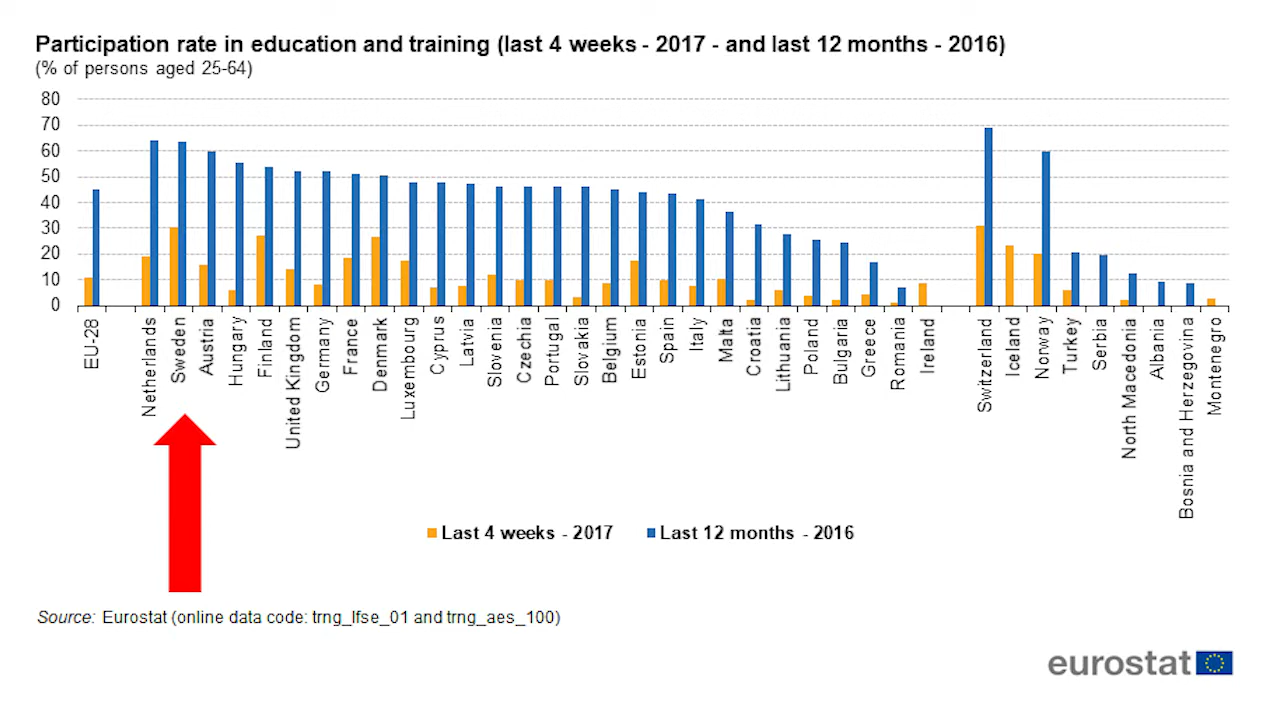 Participation rate in education and training (last 4 weeks - 2017 - and last 12 months - 2016)
(% of persons aged 25-64)
80
70
60
50
40
30
20
10
0
EU-28
Netherlands
Sweden
Austria
Hungary
Finland
United Kingdom
Germany
France
Denmark
Luxembourg
Cyprus
Latvia
Slovenia
Czechia
Portugal
Slovakia
Belgium
Estonia
Spain
Italy
Malta
Croatia
Lithuania
Poland
Bulgaria
Greece
Romania
Ireland
Switzerland
Iceland
Norway
Turkey
Serbia
North Macedonia
Albania
Bosnia and Herzegovina
Montenegro
Last 4 weeks - 2017
Last 12 months - 2016
Source: Eurostat (online data code: trng_lfse_01 and trng_aes_100)
eurostat